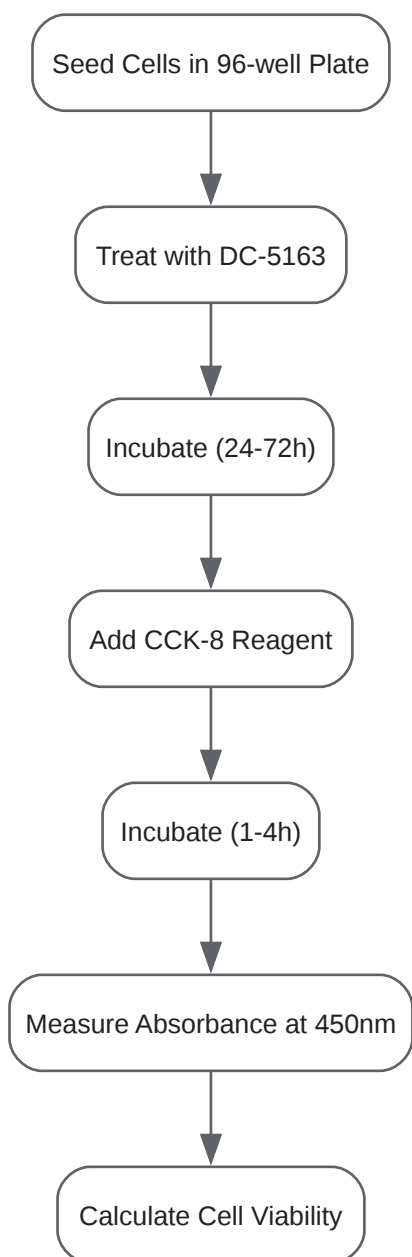 Seed Cells in 96-well Plate
Treat with DC-5163
Incubate (24-72h)
Add CCK-8 Reagent
Incubate (1-4h)
Measure Absorbance at 450nm
Calculate Cell Viability